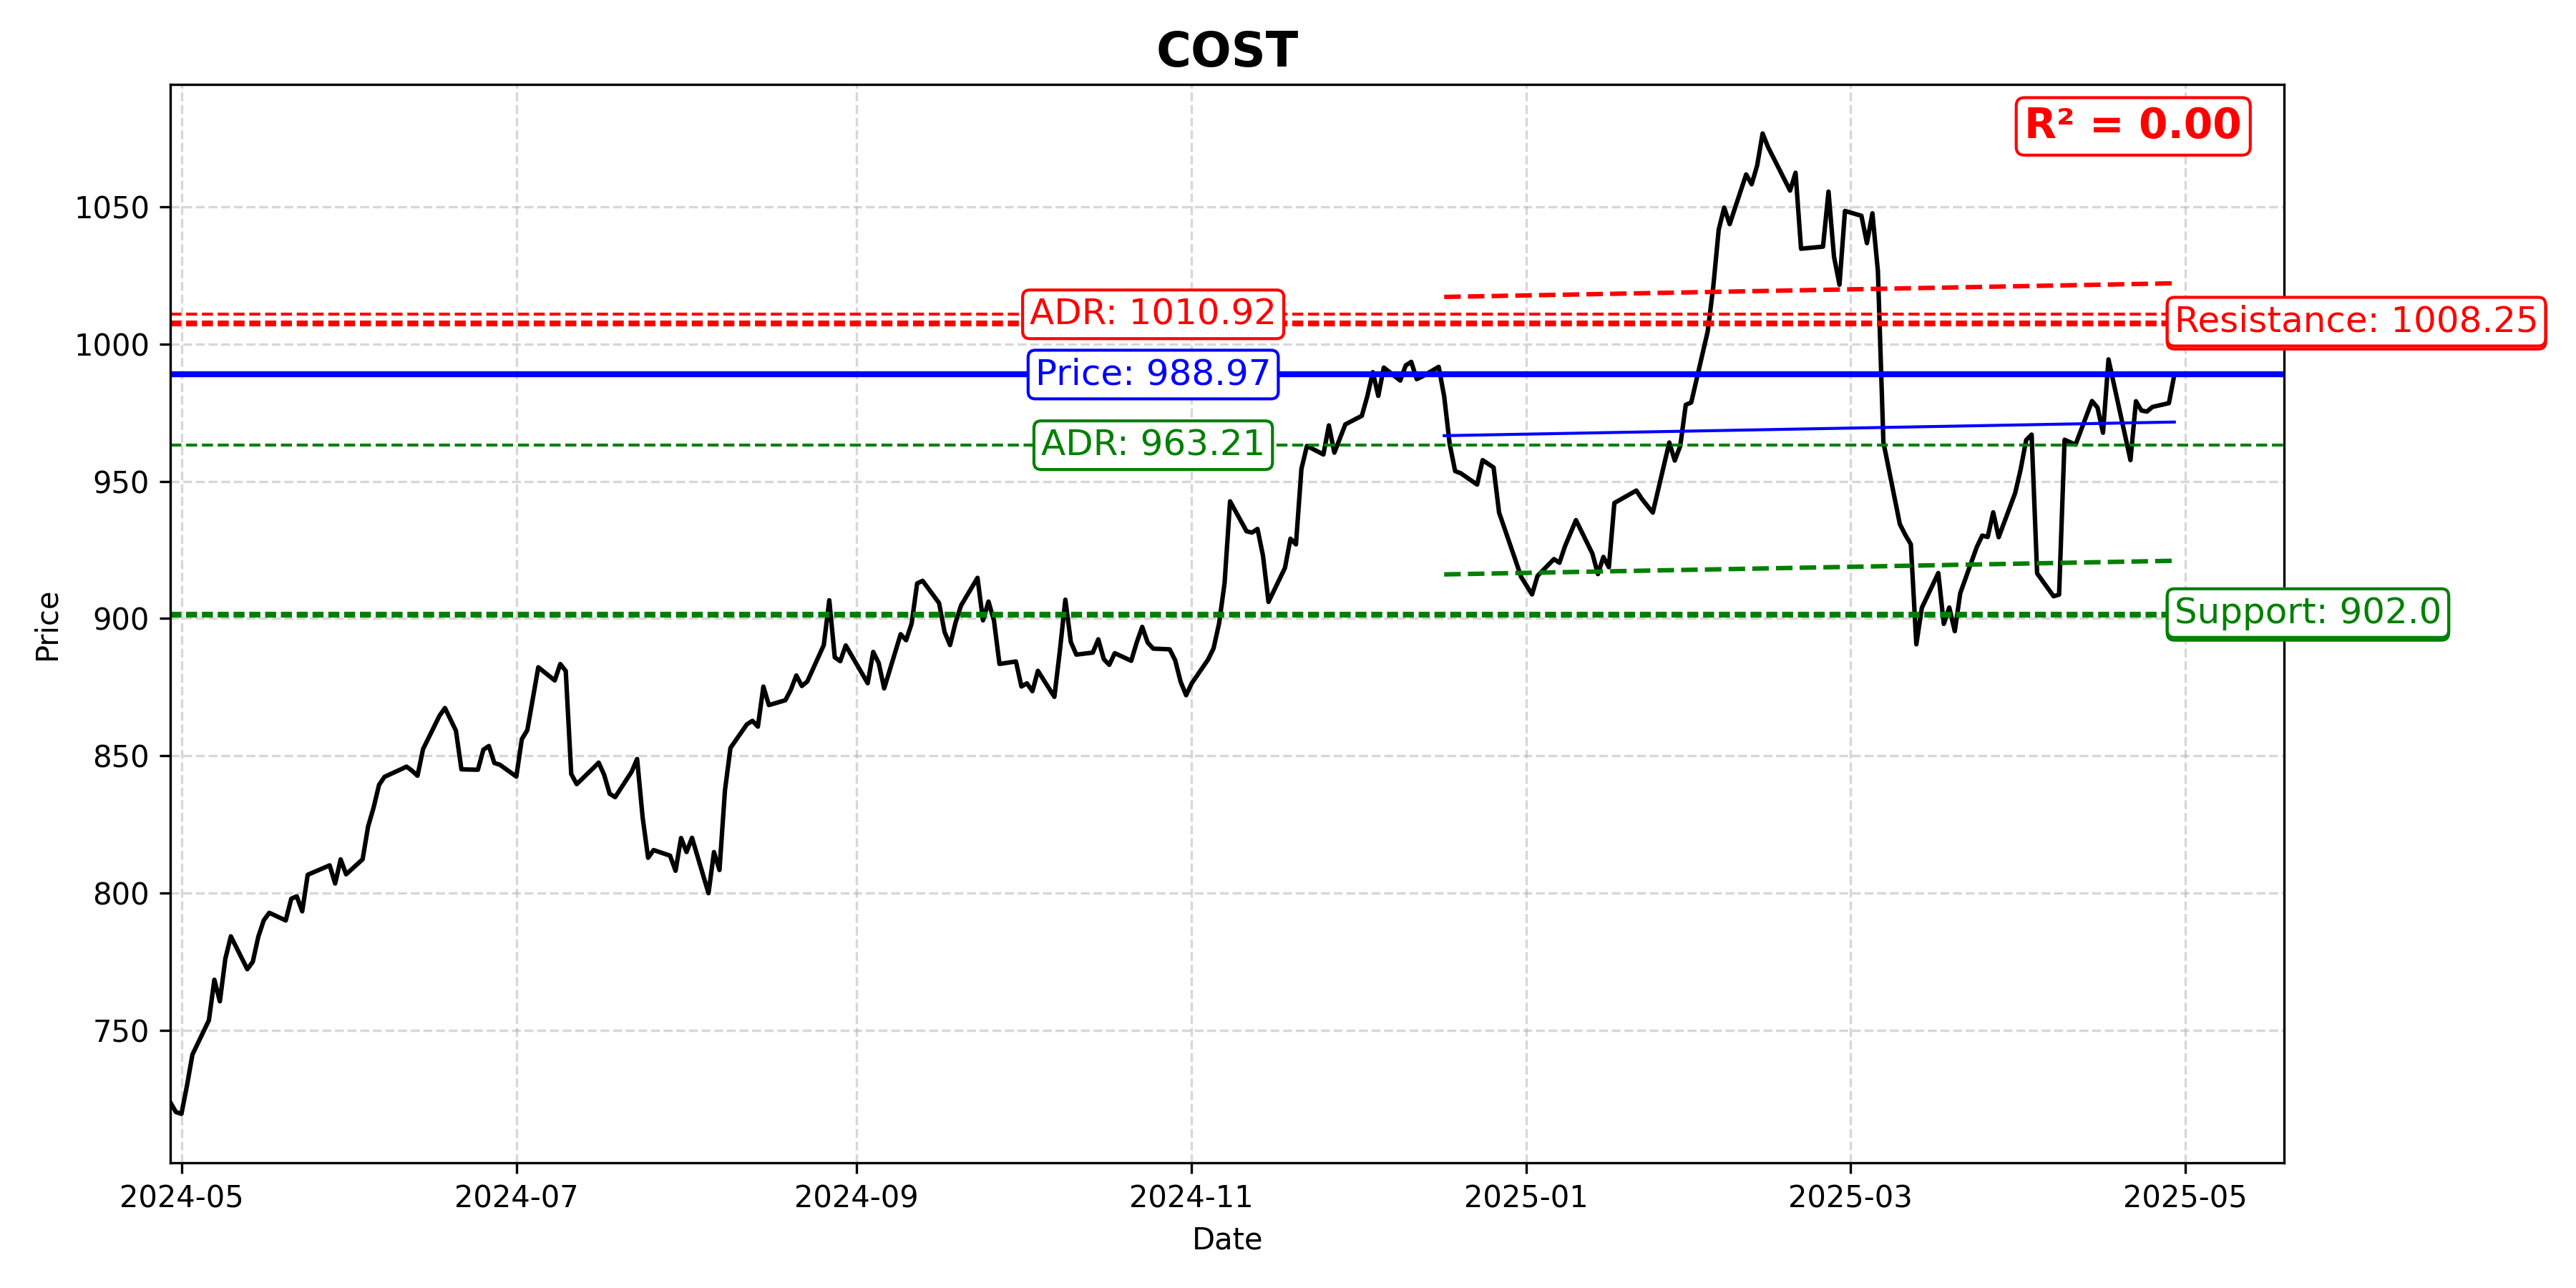 COST
R² = 0.00
1050
1000
950
900
850
800
750
Price
ADR: 1010.92
Resistance: 1008.25
Price: 988.97
ADR: 963.21
Support: 902.0
2024-05
2024-07
2024-09
2024-11
2025-01
2025-03
2025-05
Date